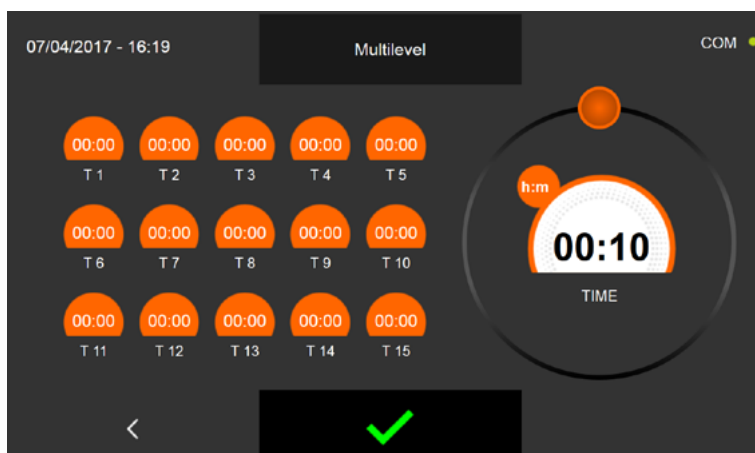 07/04/2017 - 16:19
Multilevel
COM
00:00 00:00 00:00 00:00 00:00
T 1 T 2 T 3 T 4 T 5
00:00 00:00 00:00 00:00 00:00
T 6 T 7 T 8 T 9 T 10
00:00 00:00 00:00 00:00 00:00
T 11 T 12 T 13 T 14 T 15
h:m
00:10
TIME